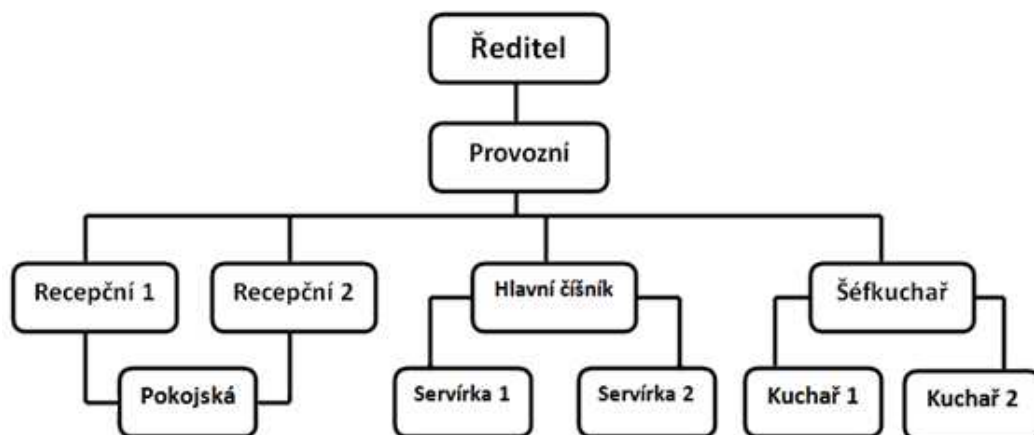 Ředitel
Provozní
Recepční 1
Recepční 2
Hlavní číšník
Šéfkuchař
Pokojská
Servírka 1
Servírka 2
Kuchař 1
Kuchař 2